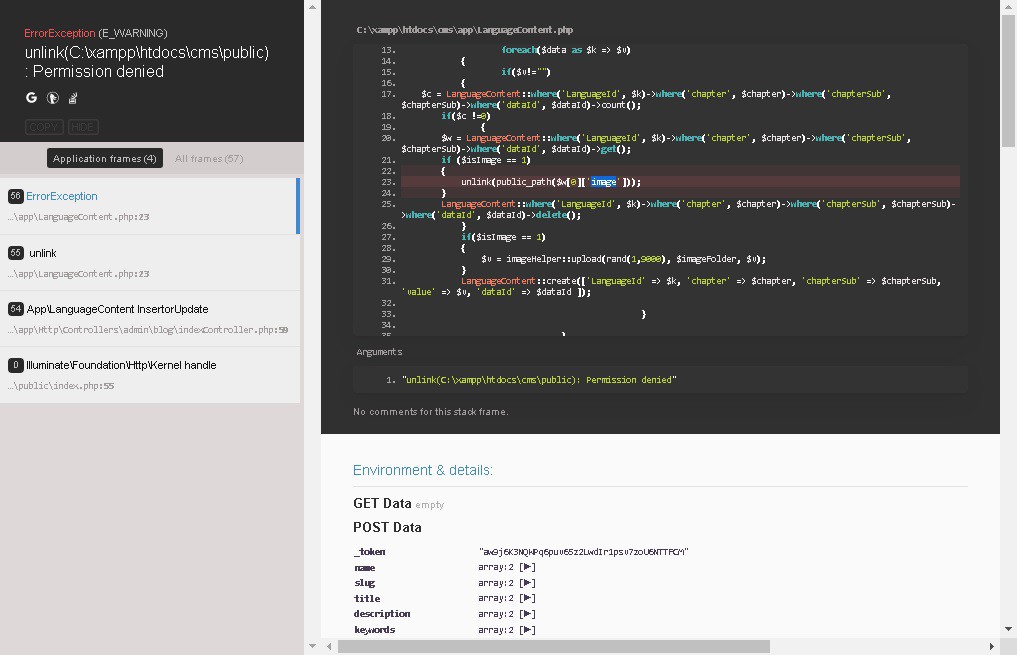 ErrorException (E_WARNING)
unlink(C:\xampp\htdocs\cms\public)
: Permission denied
G
COPY HIDE
Application frames (4) All frames (57)
56 ErrorException
…\app\LanguageContent.php:23
55 unlink
…\app\LanguageContent.php:23
54 App\LanguageContent InsertorUpdate
…\app\Http\Controllers\admin\blog\indexController.php:59
0 Illuminate\Foundation\Http\Kernel handle
…\public\index.php:55
C:\xampp\htdocs\cms\app\LanguageContent.php
13. foreach($data as $k => $v)
14. {
15. if($v!="")
16. {
17. $c = LanguageContent::where('LanguageId', $k)->where('chapter', $chapter)->where('chapterSub',
$chapterSub)->where('dataId', $dataId)->count();
18. if($c !=0)
19. {
20. $w = LanguageContent::where('LanguageId', $k)->where('chapter', $chapter)->where('chapterSub',
$chapterSub)->where('dataId', $dataId)->get();
21. if ($isImage == 1)
22. {
23. unlink(public_path($w[0]['image']));
24. }
25. LanguageContent::where('LanguageId', $k)->where('chapter', $chapter)->where('chapterSub', $chapterSub)-
>where('dataId', $dataId)->delete();
26. }
27. if($isImage == 1)
28. {
29. $v = imageHelper::upload(rand(1,9000), $imageFolder, $v);
30. }
31. LanguageContent::create(['LanguageId' => $k, 'chapter' => $chapter, 'chapterSub' => $chapterSub,
'value' => $v, 'dataId' => $dataId ]);
32.
33. }
34.
35. }
Arguments
1. "unlink(C:\xampp\htdocs\cms\public): Permission denied"
No comments for this stack frame.
Environment & details:
GET Data empty
POST Data
_token "aw9j6K3NQWPq6puv65z2LwdIr1psv7zoU6NTTFCM"
name array:2 [▶]
slug array:2 [▶]
title array:2 [▶]
description array:2 [▶]
keywords array:2 [▶]